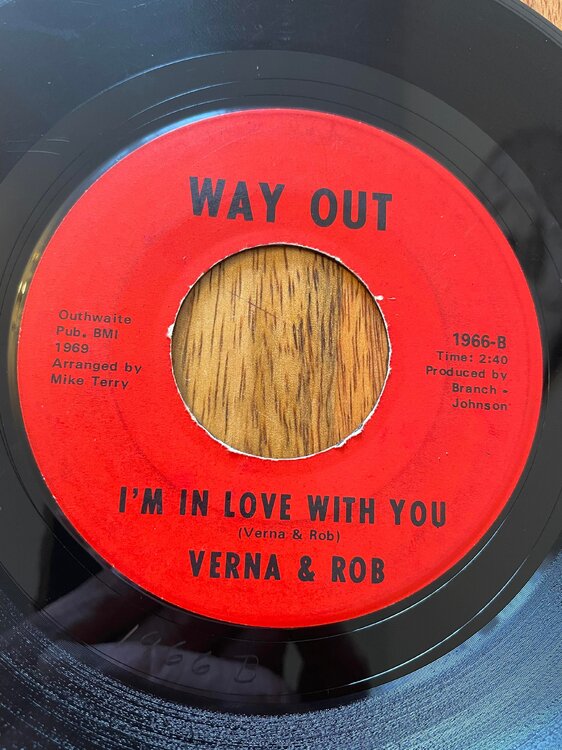 WAY OUT
Outhwaite
Pub. BMI
1969
Arranged by
Mike Terry
1966-B
Time: 2:40
Produced by
Branch -
Johnson
I'M IN LOVE WITH YOU
(Verna & Rob)
VERNA & ROB
1966 B